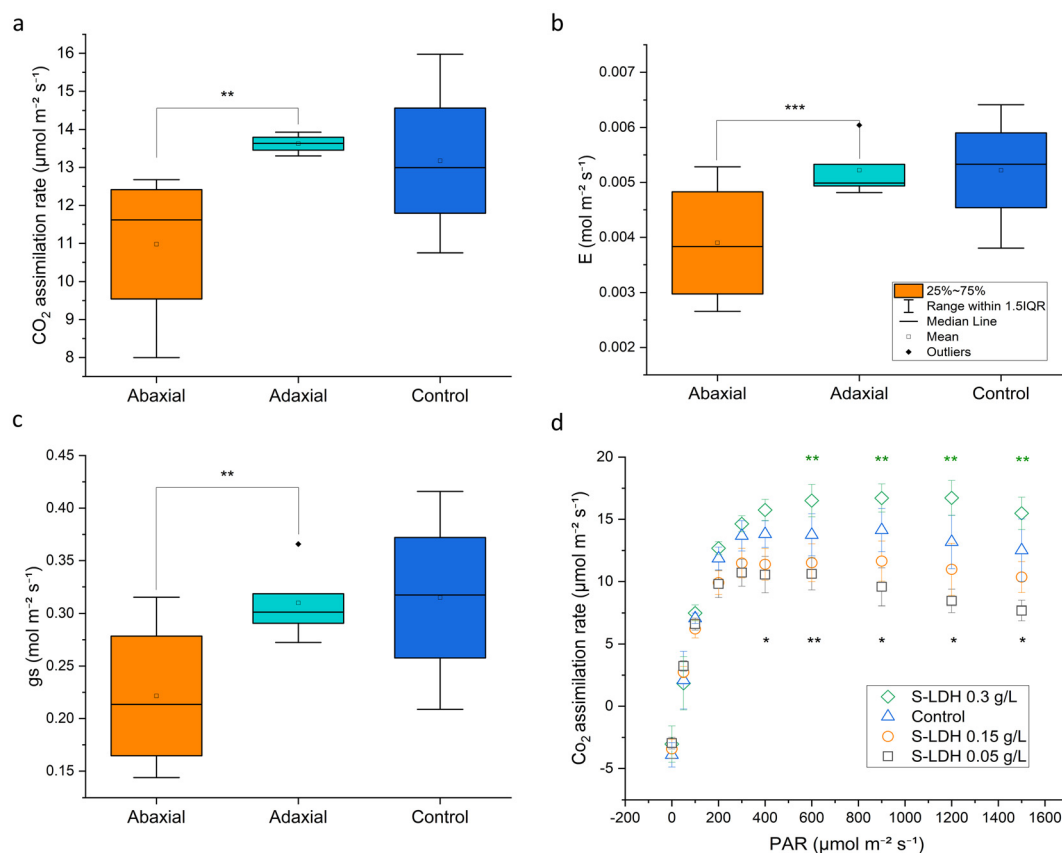 a
CO₂ assimilation rate (µmol m⁻² s⁻¹)
16
15
14
13
12
11
10
9
8
**
Abaxial Adaxial Control
b
E (mol m⁻² s⁻¹)
0.007
0.006
0.005
0.004
0.003
0.002
***
25%~75%
Range within 1.5IQR
Median Line
Mean
Outliers
Abaxial Adaxial Control
c
gs (mol m⁻² s⁻¹)
0.45
0.40
0.35
0.30
0.25
0.20
0.15
**
Abaxial Adaxial Control
d
Co₂ assimilation rate (µmol m⁻² s⁻¹)
20
15
10
5
0
-5
** ** ** **
* ** * * *
S-LDH 0.3 g/L
Control
S-LDH 0.15 g/L
S-LDH 0.05 g/L
-200 0 200 400 600 800 1000 1200 1400 1600
PAR (µmol m⁻² s⁻¹)